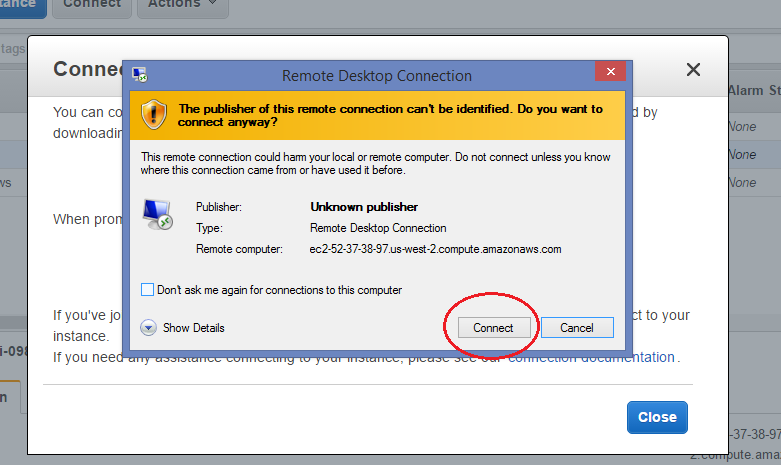 stance
Connect
Actions
tags
Alarm St
None
None
ws
None
Connec
You can co
d by
downloadin
When prom
Remote Desktop Connection
The publisher of this remote connection can't be identified. Do you want to
connect anyway?
This remote connection could harm your local or remote computer. Do not connect unless you know
where this connection came from or have used it before.
Publisher: Unknown publisher
Type: Remote Desktop Connection
Remote computer: ec2-52-37-38-97.us-west-2.compute.amazonaws.com
Don't ask me again for connections to this computer
Show Details
Connect
Cancel
If you've jo
ct to your
instance.
If you need any assistance connecting to your instance, please see our connection documentation.
Close
i-098
n
-37-38-97
2.compute.ama